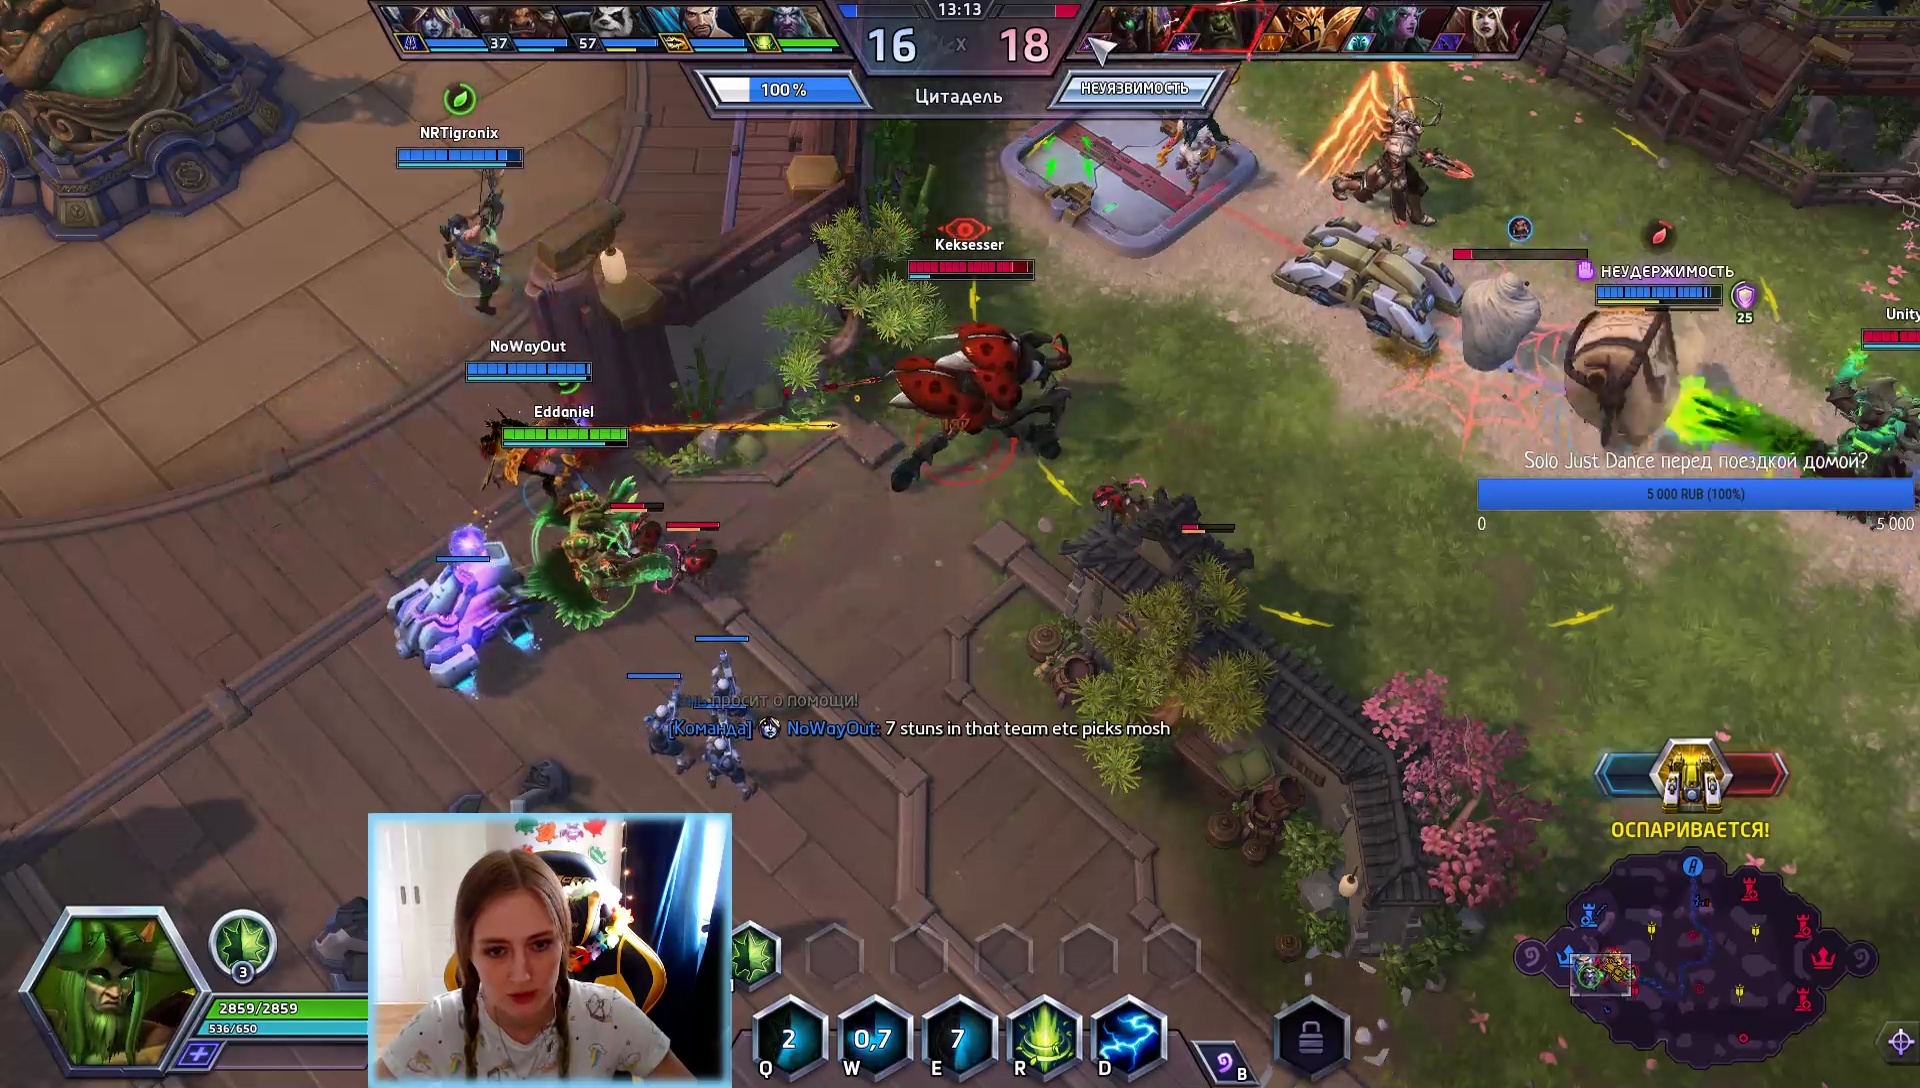 13:13
37
57
16 X 18
100%
Цитадель
НЕУЯЗВИМОСТЬ
NRTigronix
Keksesser
НЕУДЕРЖИМОСТЬ
25
Unity
NoWayOut
Eddaniel
Solo Just Dance перед поездкой домой?
5 000 RUB (100%)
0
5 000
просит о помощи!
[Команда] NoWayOut: 7 stuns in that team etc picks mosh
ОСПАРИВАЕТСЯ!
3
2859/2859
536/650
2
0,7
7
Q
W
E
R
D
B